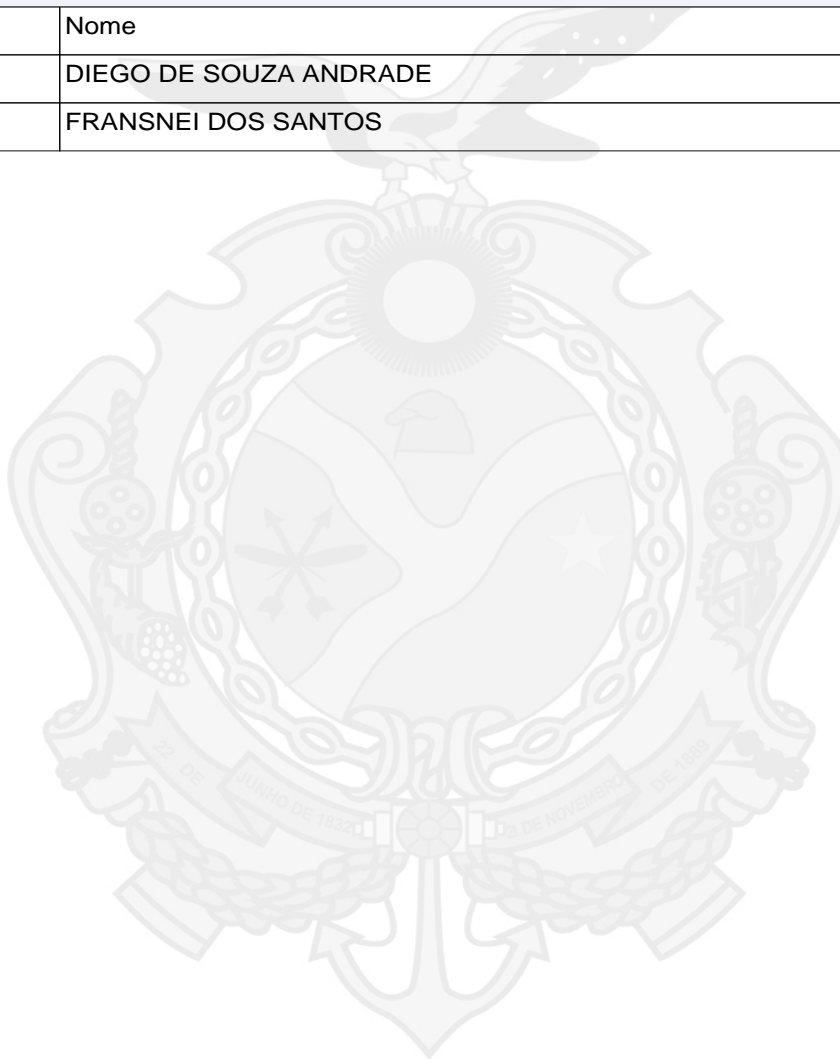 Nome
DIEGO DE SOUZA ANDRADE
FRANSNEI DOS SANTOS
22 DE
JUNHO DE 1832
DE NOVEMBRO
DE 1889